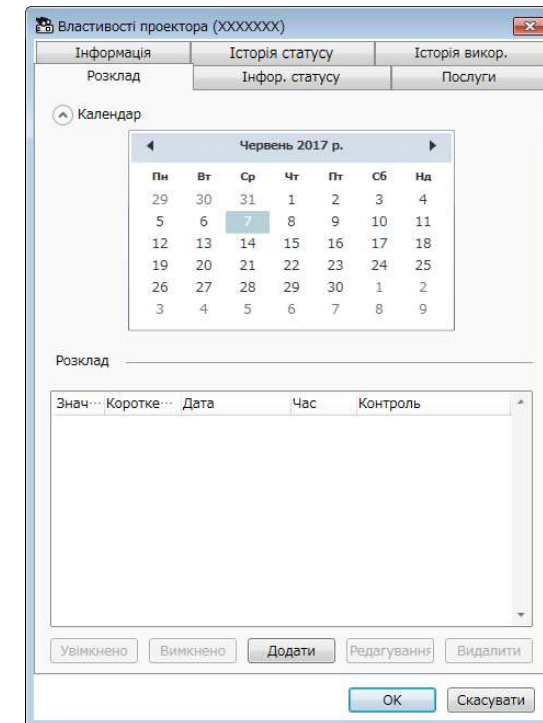 Властивості проектора (XXXXXXX)
Інформація Історія статусу Історія викор.
Розклад Інфор. статусу Послуги
Календар
Червень 2017 р.
Пн Вт Ср Чт Пт Сб Нд
29 30 31 1 2 3 4
5 6 7 8 9 10 11
12 13 14 15 16 17 18
19 20 21 22 23 24 25
26 27 28 29 30 1 2
3 4 5 6 7 8 9
Розклад
Знач··· Коротке··· Дата Час Контроль
Увімкнено Вимкнено Додати Редагування Видалити
ОК Скасувати